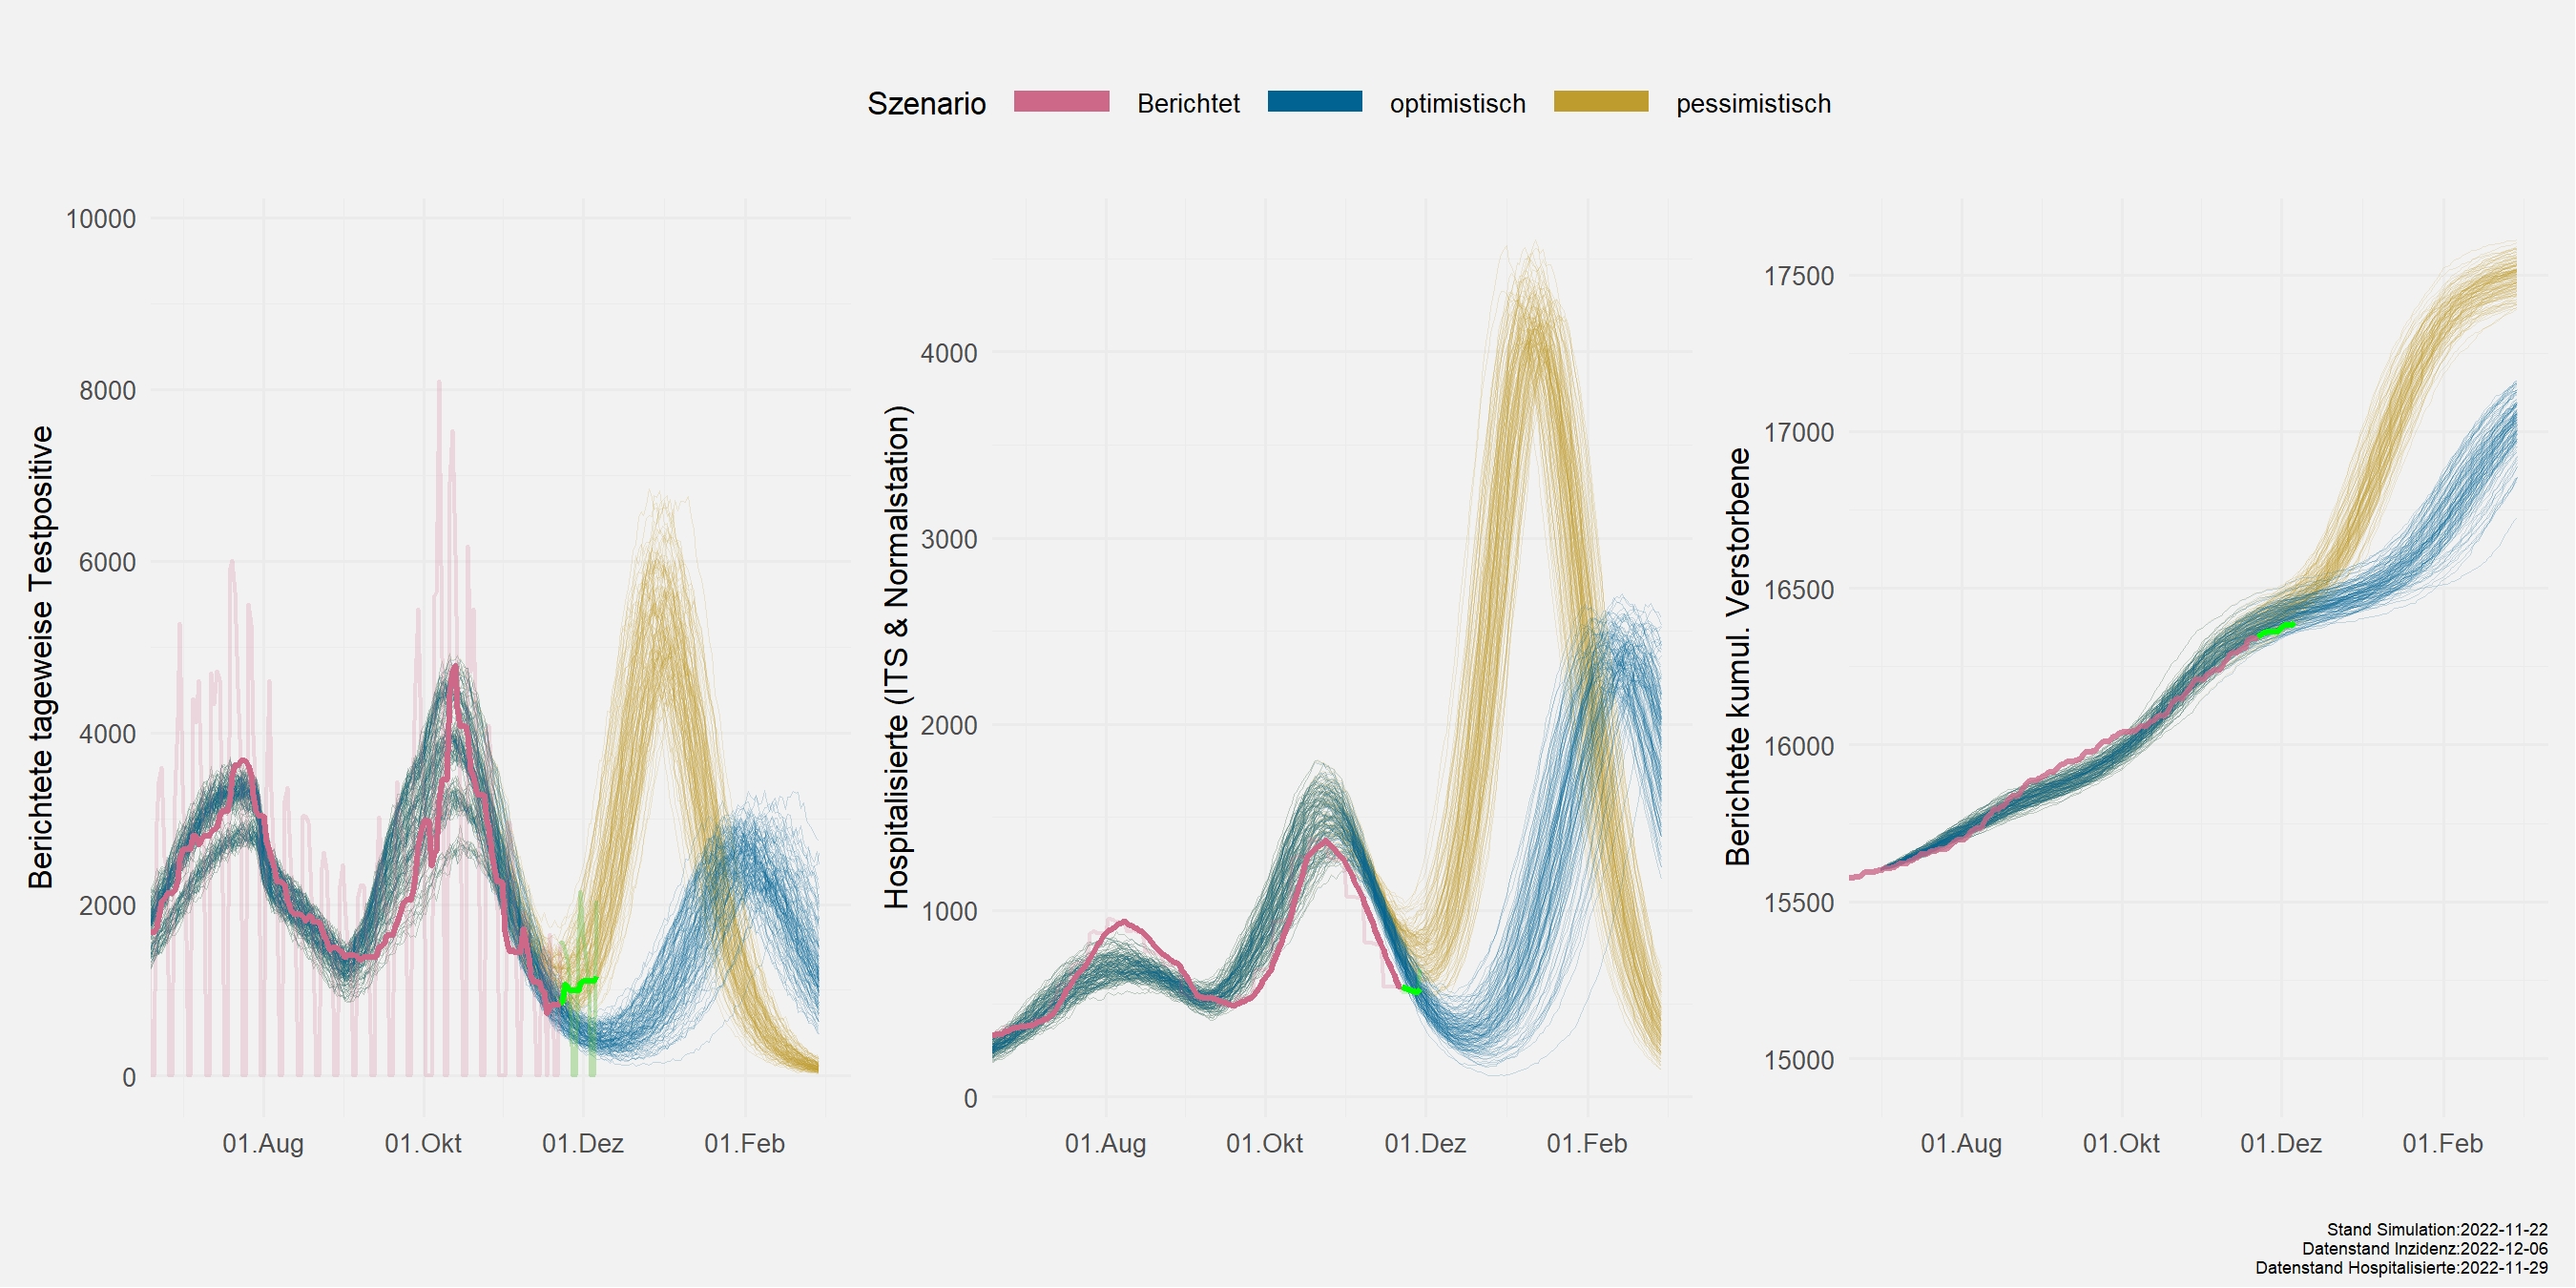 Szenario Berichtet optimistisch pessimistisch
Berichtete tageweise Testpositive
10000
8000
6000
4000
2000
0
01.Aug 01.Okt 01.Dez 01.Feb
Hospitalisierte (ITS & Normalstation)
4000
3000
2000
1000
0
01.Aug 01.Okt 01.Dez 01.Feb
Berichtete kumul. Verstorbene
17500
17000
16500
16000
15500
15000
01.Aug 01.Okt 01.Dez 01.Feb
Stand Simulation:2022-11-22
Datenstand Inzidenz:2022-12-06
Datenstand Hospitalisierte:2022-11-29